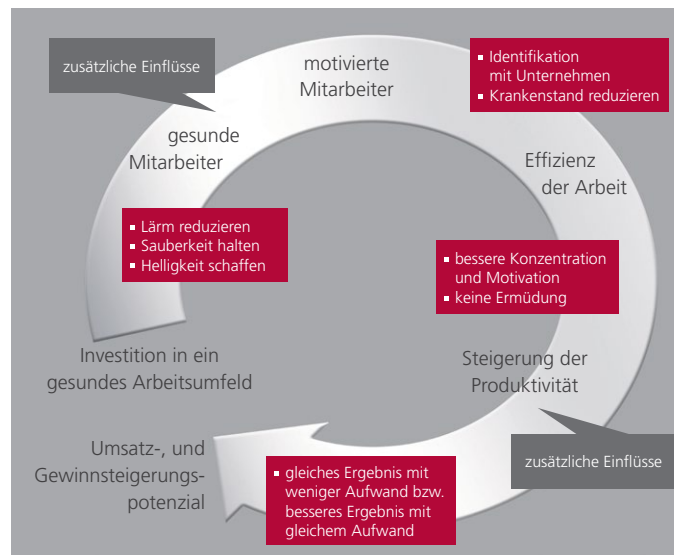 zusätzliche Einflüsse
motivierte
Mitarbeiter
▪ Identifikation
mit Unternehmen
▪ Krankenstand reduzieren
gesunde
Mitarbeiter
Effizienz
der Arbeit
▪ Lärm reduzieren
▪ Sauberkeit halten
▪ Helligkeit schaffen
▪ bessere Konzentration
und Motivation
▪ keine Ermüdung
Investition in ein
gesundes Arbeitsumfeld
Steigerung der
Produktivität
Umsatz-, und
Gewinnsteigerungs-
potenzial
zusätzliche Einflüsse
▪ gleiches Ergebnis mit
weniger Aufwand bzw.
besseres Ergebnis mit
gleichem Aufwand